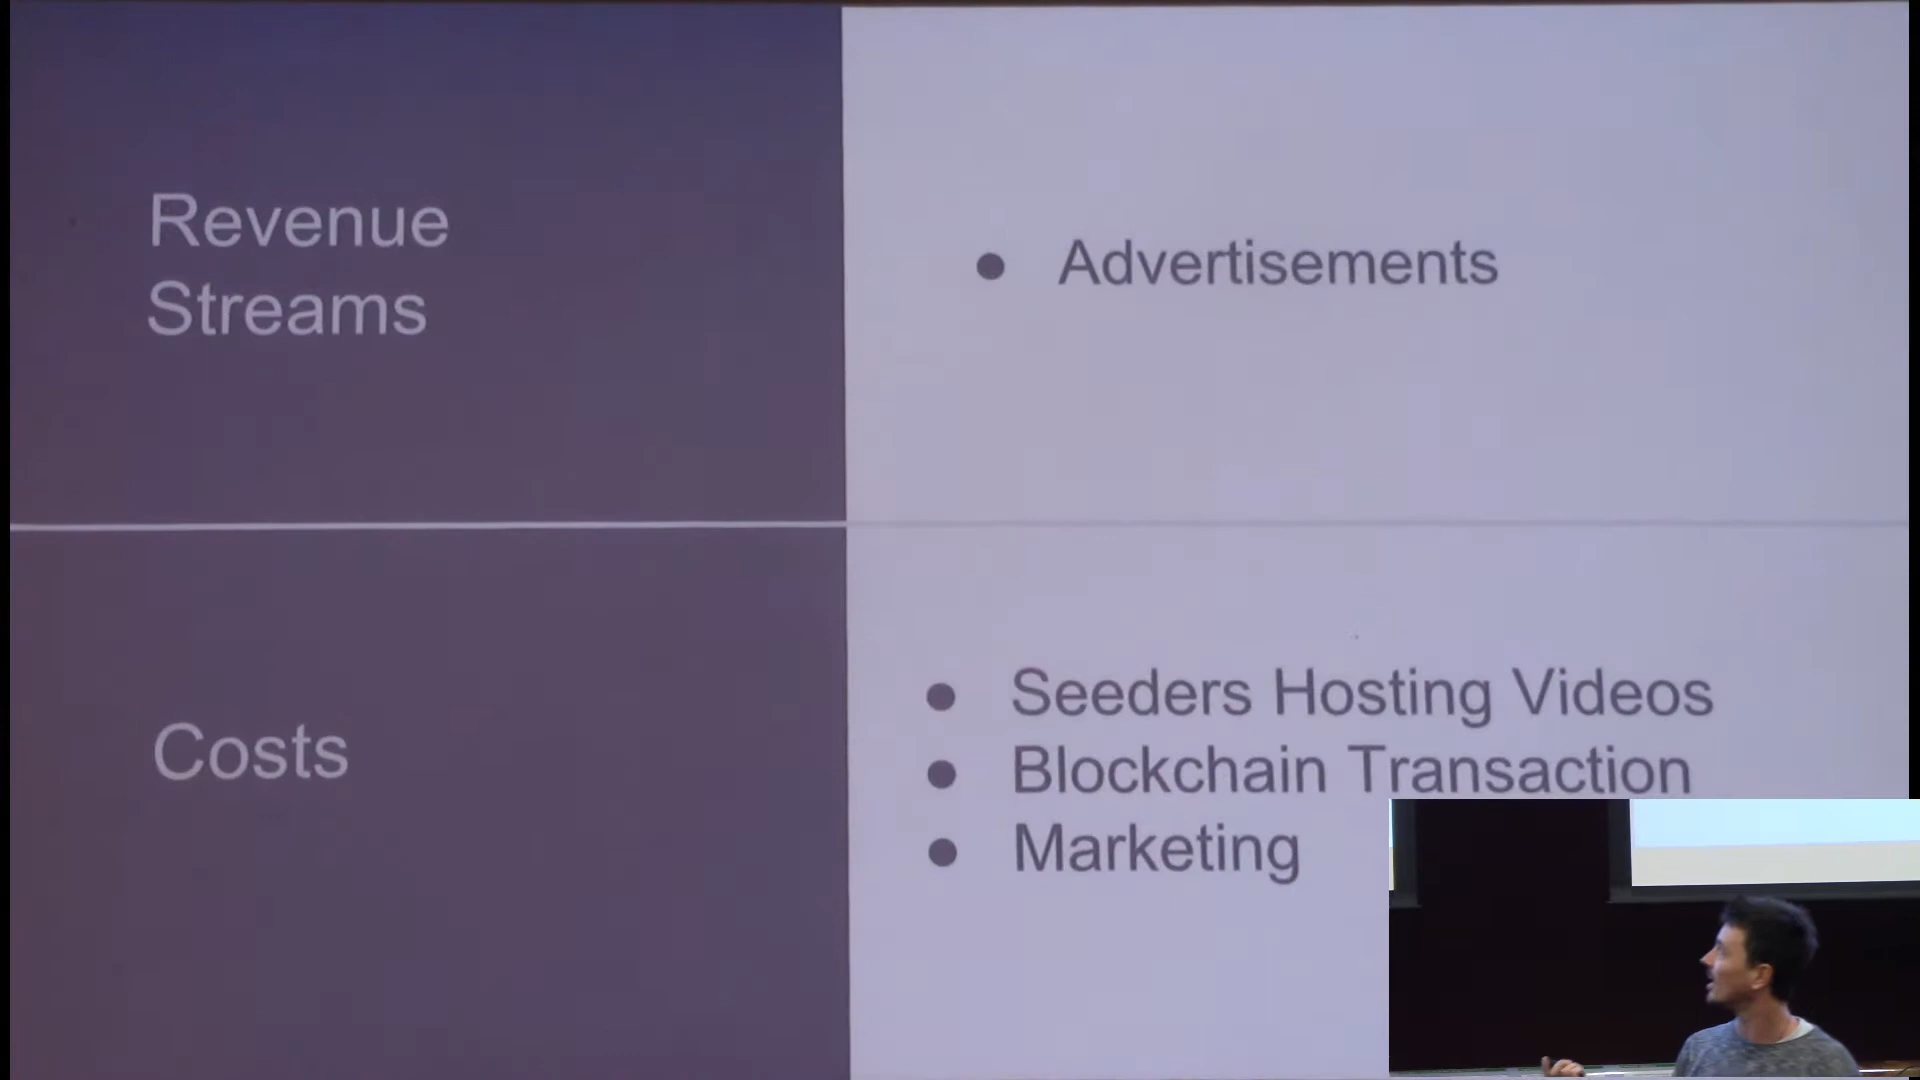 Revenue
Streams
● Advertisements
Costs
● Seeders Hosting Videos
● Blockchain Transaction
● Marketing